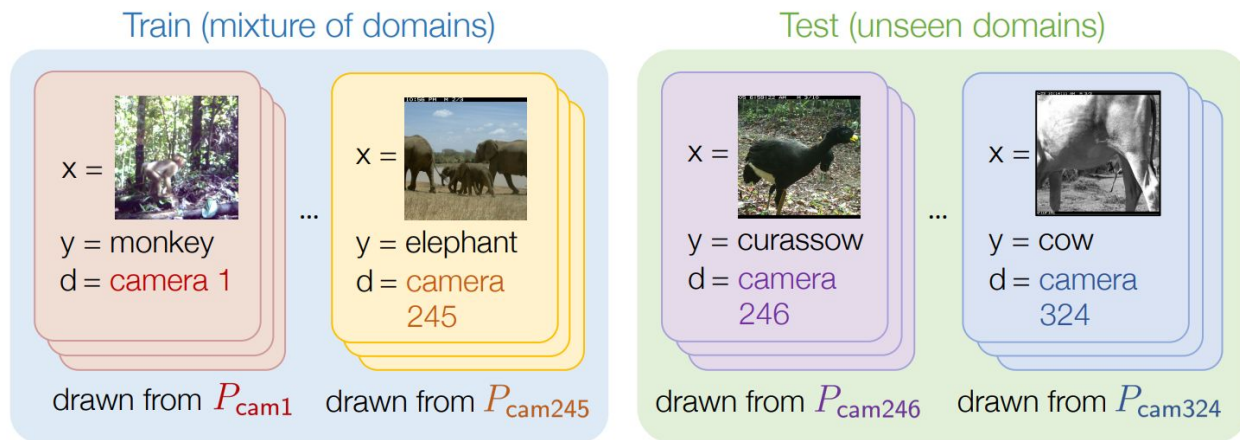 Train (mixture of domains)
Test (unseen domains)
x =
y = monkey
d = camera 1
...
x =
y = elephant
d = camera
245
x =
y = curassow
d = camera
246
...
x =
y = cow
d = camera
324
drawn from P_cam1
drawn from P_cam245
drawn from P_cam246
drawn from P_cam324